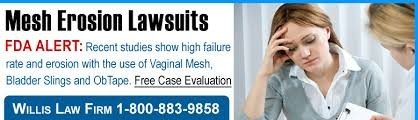 Mesh Erosion Lawsuits
FDA ALERT: Recent studies show high failure
rate and erosion with the use of Vaginal Mesh,
Bladder Slings and ObTape. Free Case Evaluation
WILLIS LAW FIRM 1-800-883-9858